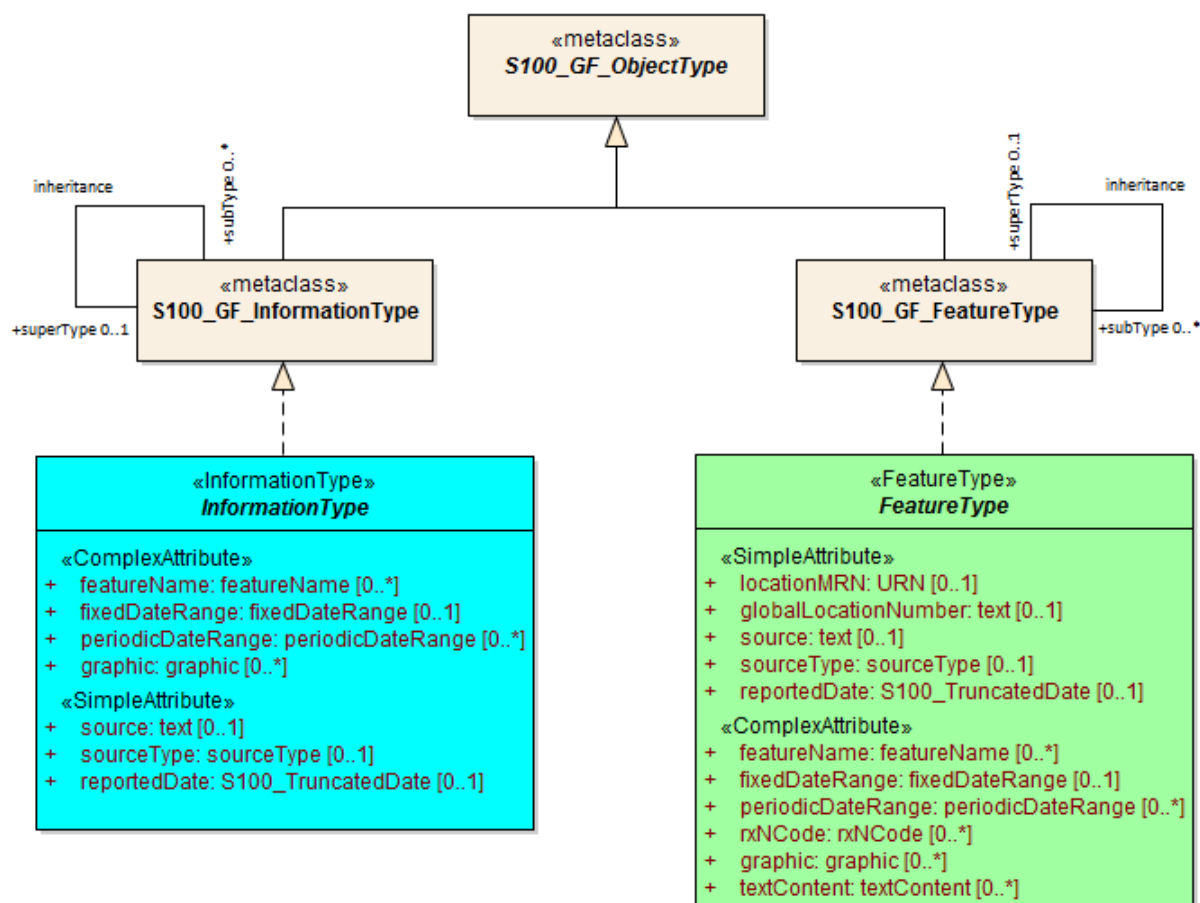 «metaclass»
S100_GF_ObjectType
inheritance
+subType 0..*
+superType 0..1
inheritance
«metaclass»
S100_GF_InformationType
«metaclass»
S100_GF_FeatureType
+superType 0..1
+subType 0..*
«InformationType»
InformationType
«ComplexAttribute»
+ featureName: featureName [0..*]
+ fixedDateRange: fixedDateRange [0..1]
+ periodicDateRange: periodicDateRange [0..*]
+ graphic: graphic [0..*]
«SimpleAttribute»
+ source: text [0..1]
+ sourceType: sourceType [0..1]
+ reportedDate: S100_TruncatedDate [0..1]
«FeatureType»
FeatureType
«SimpleAttribute»
+ locationMRN: URN [0..1]
+ globalLocationNumber: text [0..1]
+ source: text [0..1]
+ sourceType: sourceType [0..1]
+ reportedDate: S100_TruncatedDate [0..1]
«ComplexAttribute»
+ featureName: featureName [0..*]
+ fixedDateRange: fixedDateRange [0..1]
+ periodicDateRange: periodicDateRange [0..*]
+ rxNCode: rxNCode [0..*]
+ graphic: graphic [0..*]
+ textContent: textContent [0..*]